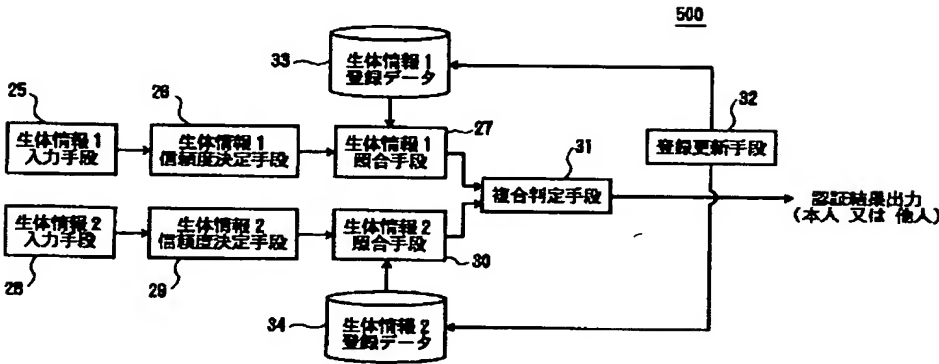 500
33
生体情報1
登録データ
25
26
27
32
生体情報1
入力手段
生体情報1
信頼度決定手段
生体情報1
照合手段
31
登録更新手段
複合判定手段
認証結果出力
(本人 又は 他人)
生体情報2
入力手段
生体情報2
信頼度決定手段
生体情報2
照合手段
28
29
30
34
生体情報2
登録データ